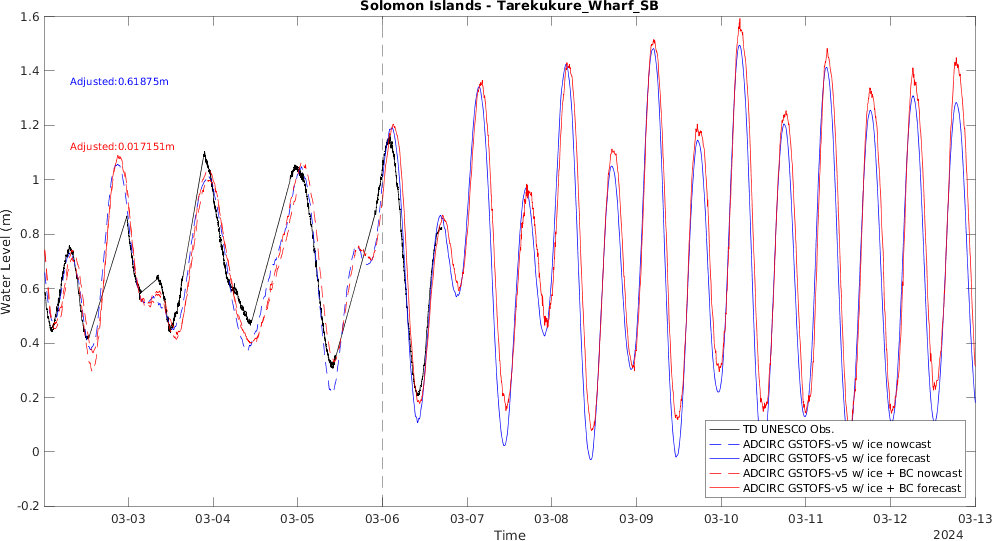 Solomon Islands - Tarekukure_Wharf_SB
1.6
1.4
1.2
1
0.8
0.6
0.4
0.2
0
-0.2
Water Level (m)
Adjusted:0.61875m
Adjusted:0.017151m
TD UNESCO Obs.
ADCIRC GSTOFS-v5 w/ ice nowcast
ADCIRC GSTOFS-v5 w/ ice forecast
ADCIRC GSTOFS-v5 w/ ice + BC nowcast
ADCIRC GSTOFS-v5 w/ ice + BC forecast
03-03 03-04 03-05 03-06 03-07 03-08 03-09 03-10 03-11 03-12 03-13
Time
2024